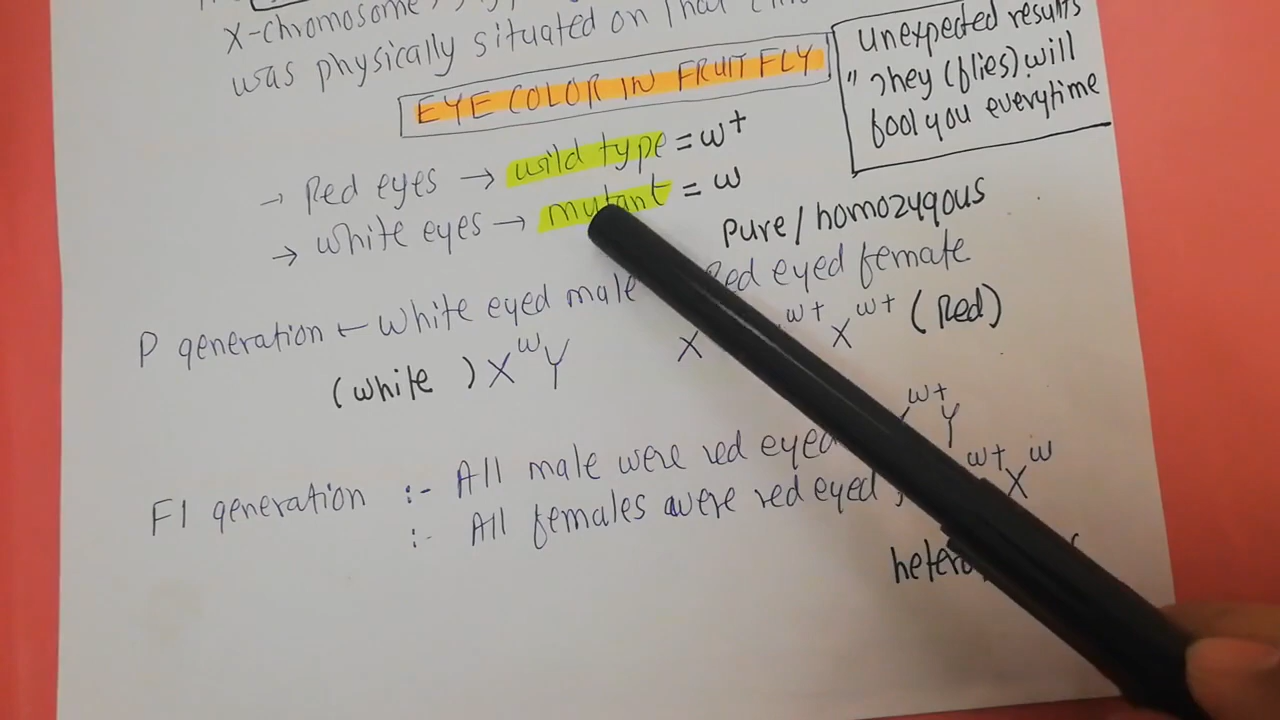 X-chromosome,
was physically situated on that
EYE COLOR IN FRUIT FLY
unexpected results
"They (flies) will
fool you everytime
→ Red eyes → wild type = w+
→ White eyes → mutant = w
Pure / homozygous
P generation ← White eyed male Red eyed female
(white ) XʷY X w+ Xʷ⁺ (Red)
F1 generation :- All male were red eyed w+ Y
:- All females were red eyed w+ Xʷ